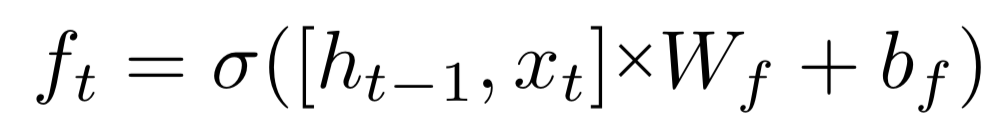 f_t = σ([h_{t−1}, x_t]×W_f + b_f)